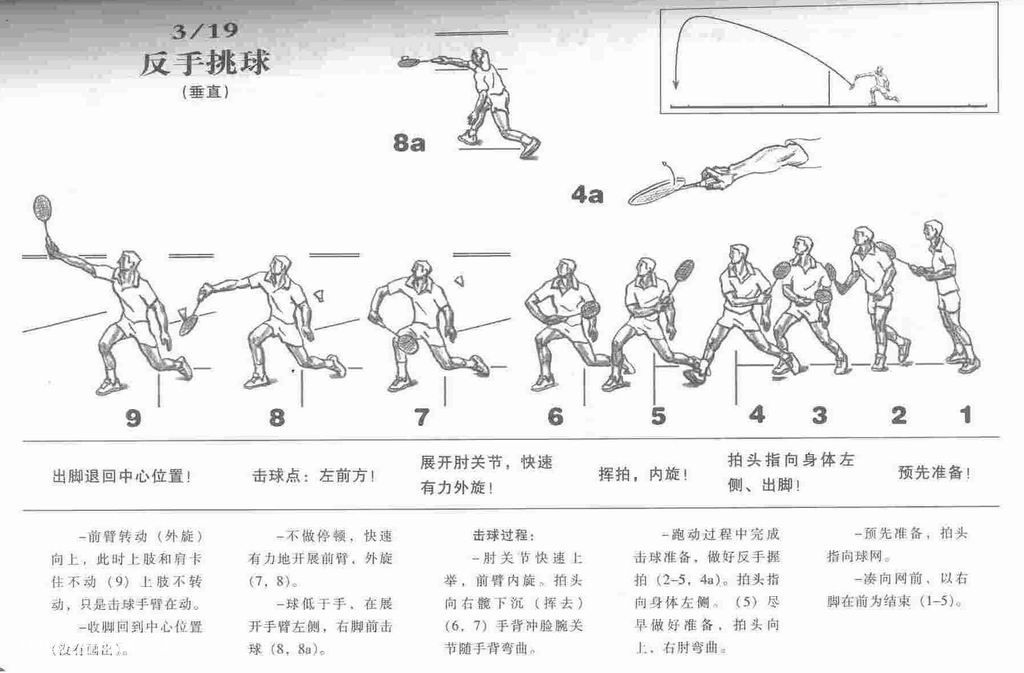 3/19
反手挑球
(垂直)
8a
4a
9
8
7
6
5
4
3
2
1
出脚退回中心位置!
击球点:左前方!
展开肘关节,快速
有力外旋!
挥拍,内旋!
拍头指向身体左
侧、出脚!
预先准备!
-前臂转动(外旋)
向上,此时上肢和肩卡
住不动(9)上肢不转
动,只是击球手臂在动。
-收脚回到中心位置
-不做停顿,快速
有力地开展前臂,外旋
(7,8)。
-球低于手、在展
开手臂左侧,右脚前击
球(8,8a)。
击球过程:
-肘关节快速上
举,前臂内旋。拍头
向右髋下沉(挥去)
(6,7)手背冲脸腕关
节随手背弯曲。
-跑动过程中完成
击球准备,做好反手握
拍(2-5,4a)。拍头指
向身体左侧。(5)尽
早做好准备,拍头向
上、右肘弯曲。
-预先准备,拍头
指向球网。
-凑向网前、以右
脚在前为结束(1-5)。